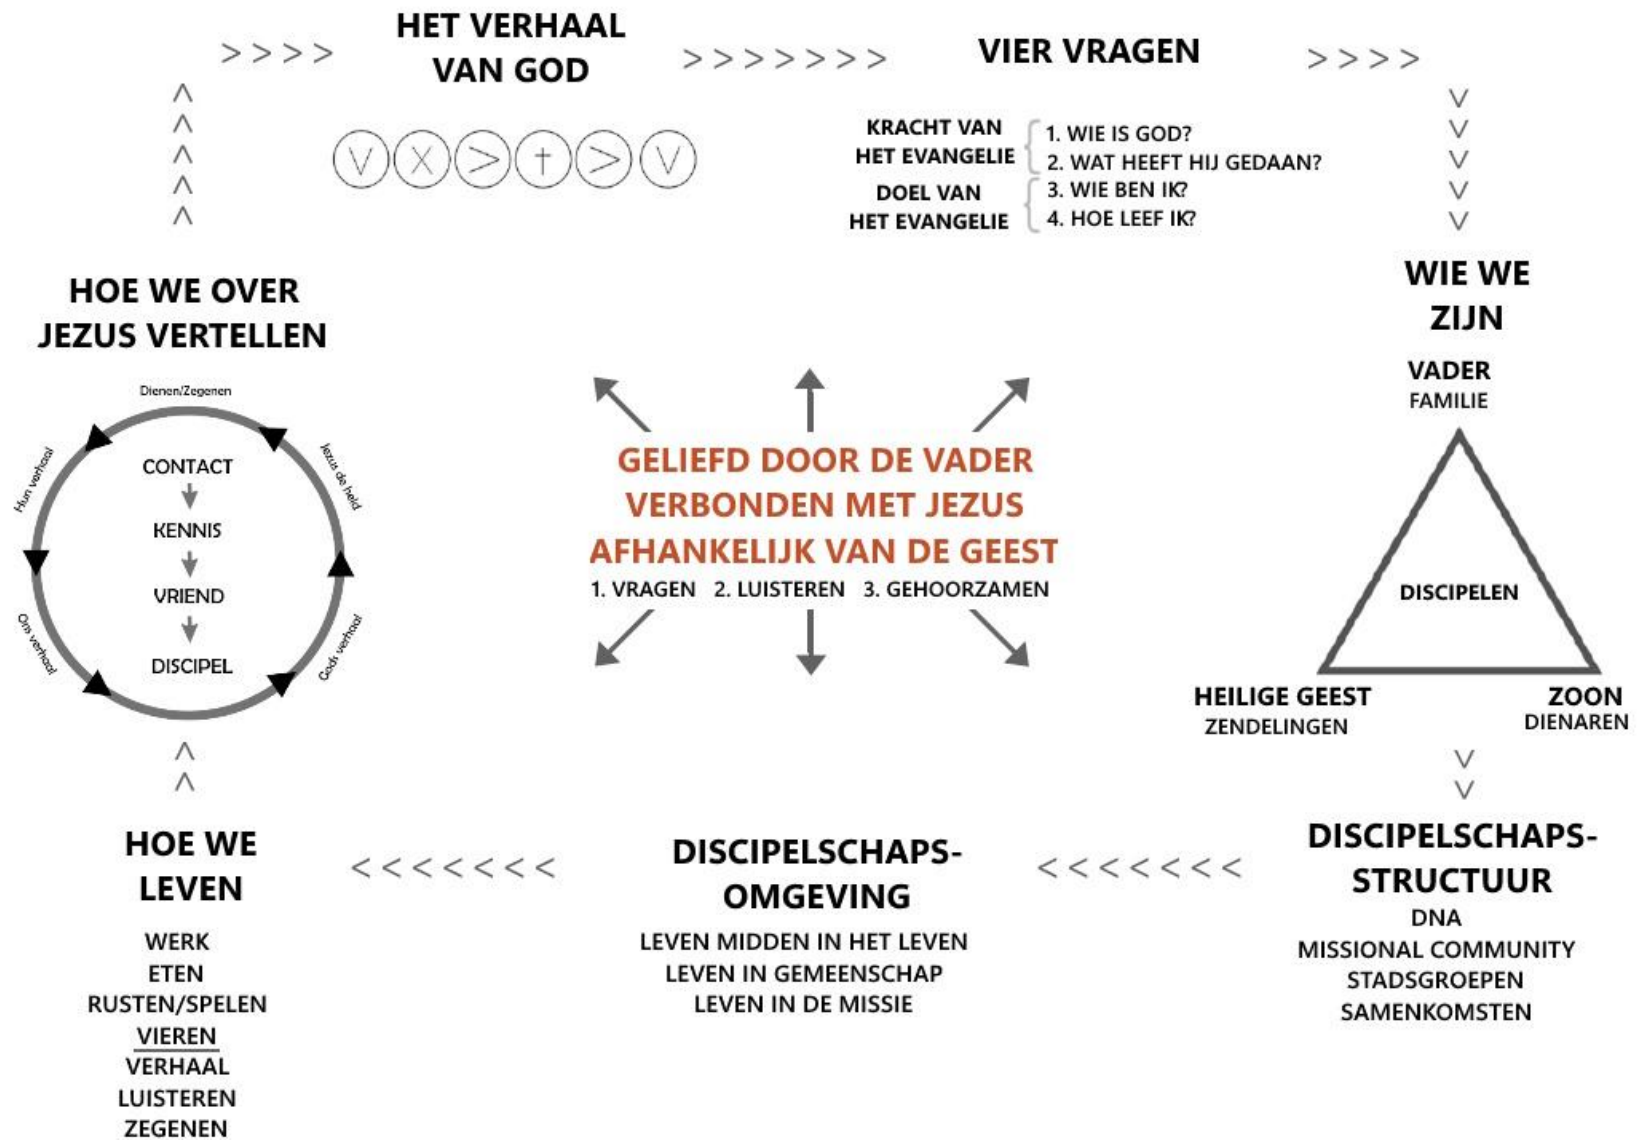 HET VERHAAL
VAN GOD
> > > >
> > > > > > >
V X > † > V
VIER VRAGEN
> > > >
KRACHT VAN
HET EVANGELIE
1. WIE IS GOD?
2. WAT HEEFT HIJ GEDAAN?
DOEL VAN
HET EVANGELIE
3. WIE BEN IK?
4. HOE LEEF IK?
WIE WE
ZIJN
VADER
FAMILIE
DISCIPELEN
HEILIGE GEEST
ZENDELINGEN
ZOON
DIENAREN
DISCIPELSCHAPS-
STRUCTUUR
DNA
MISSIONAL COMMUNITY
STADSGROEPEN
SAMENKOMSTEN
< < < < < < <
DISCIPELSCHAPS-
OMGEVING
LEVEN MIDDEN IN HET LEVEN
LEVEN IN GEMEENSCHAP
LEVEN IN DE MISSIE
< < < < < < <
HOE WE
LEVEN
WERK
ETEN
RUSTEN/SPELEN
VIEREN
VERHAAL
LUISTEREN
ZEGENEN
HOE WE OVER
JEZUS VERTELLEN
Dienen/Zegenen
Hun verhaal
Ons verhaal
Gods verhaal
Jezus de held
CONTACT
KENNIS
VRIEND
DISCIPEL
GELIEFD DOOR DE VADER
VERBONDEN MET JEZUS
AFHANKELIJK VAN DE GEEST
1. VRAGEN 2. LUISTEREN 3. GEHOORZAMEN